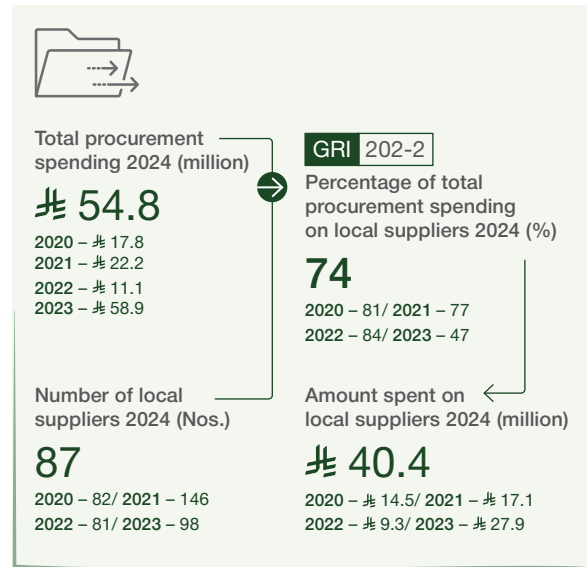 Total procurement
spending 2024 (million)
⃁ 54.8
2020 – ⃁ 17.8
2021 – ⃁ 22.2
2022 – ⃁ 11.1
2023 – ⃁ 58.9
GRI 202-2
Percentage of total
procurement spending
on local suppliers 2024 (%)
74
2020 – 81/ 2021 – 77
2022 – 84/ 2023 – 47
Number of local
suppliers 2024 (Nos.)
87
2020 – 82/ 2021 – 146
2022 – 81/ 2023 – 98
Amount spent on
local suppliers 2024 (million)
⃁ 40.4
2020 – ⃁ 14.5/ 2021 – ⃁ 17.1
2022 – ⃁ 9.3/ 2023 – ⃁ 27.9